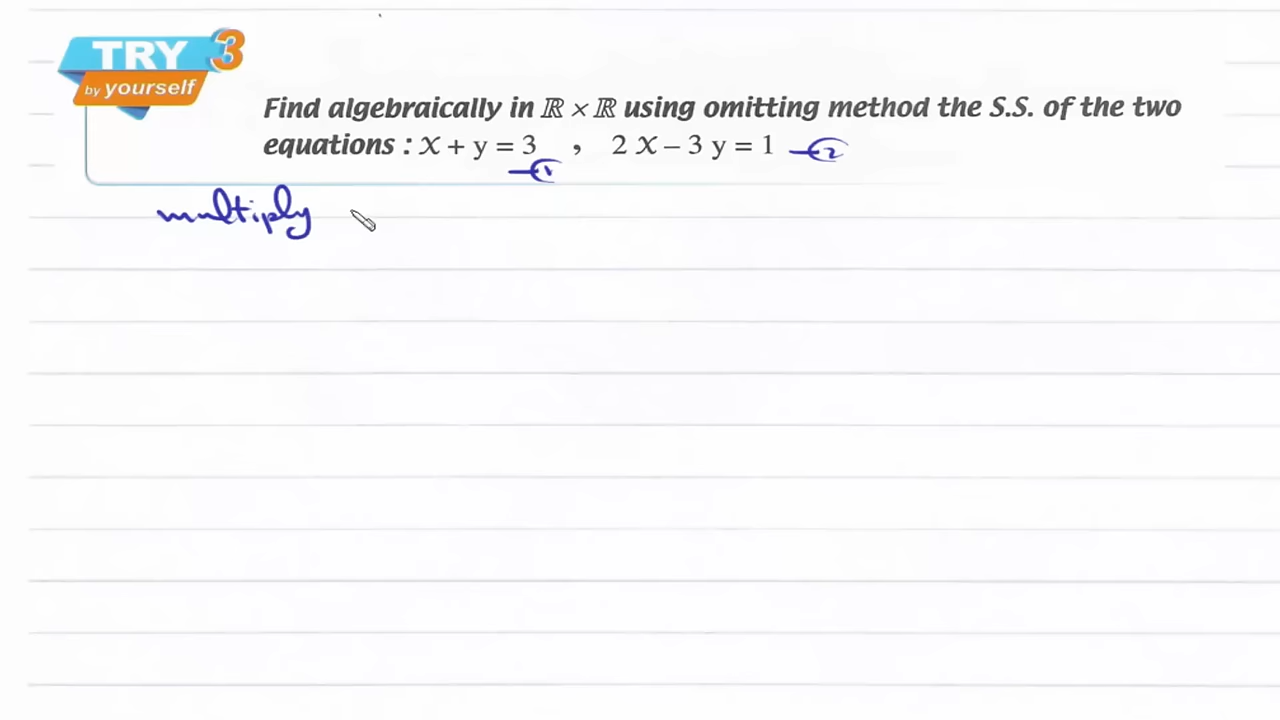 TRY 3
by yourself
Find algebraically in ℝ × ℝ using omitting method the S.S. of the two
equations : X + y = 3 , 2 X – 3 y = 1 —②
—①
multiply